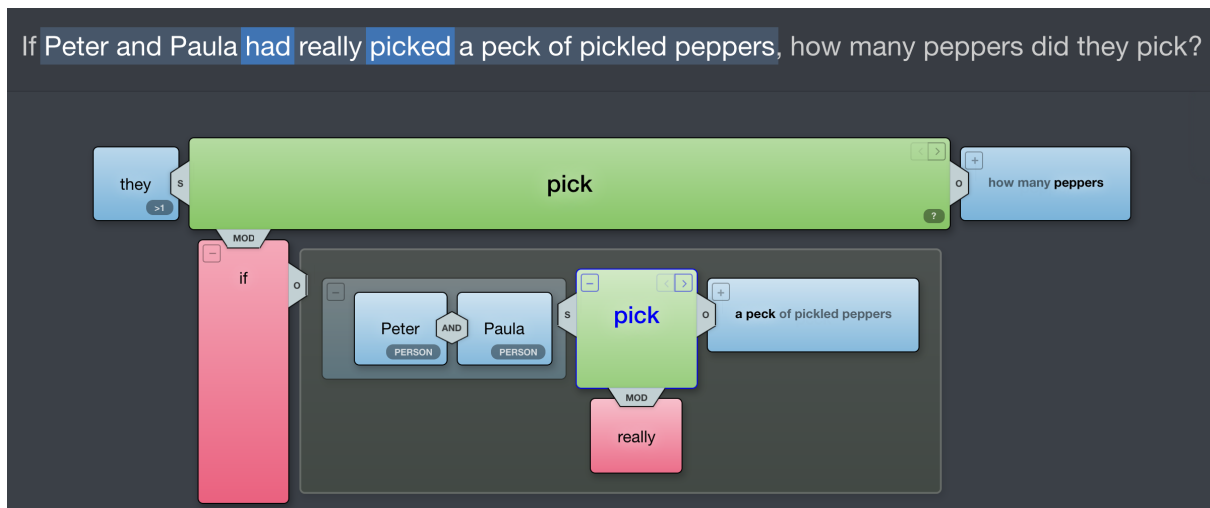 If Peter and Paula had really picked a peck of pickled peppers, how many peppers did they pick?
they
>1
S
pick
< >
?
O
+
how many peppers
MOD
−
if
O
−
Peter
PERSON
AND
Paula
PERSON
S
−
< >
pick
O
+
a peck of pickled peppers
MOD
really